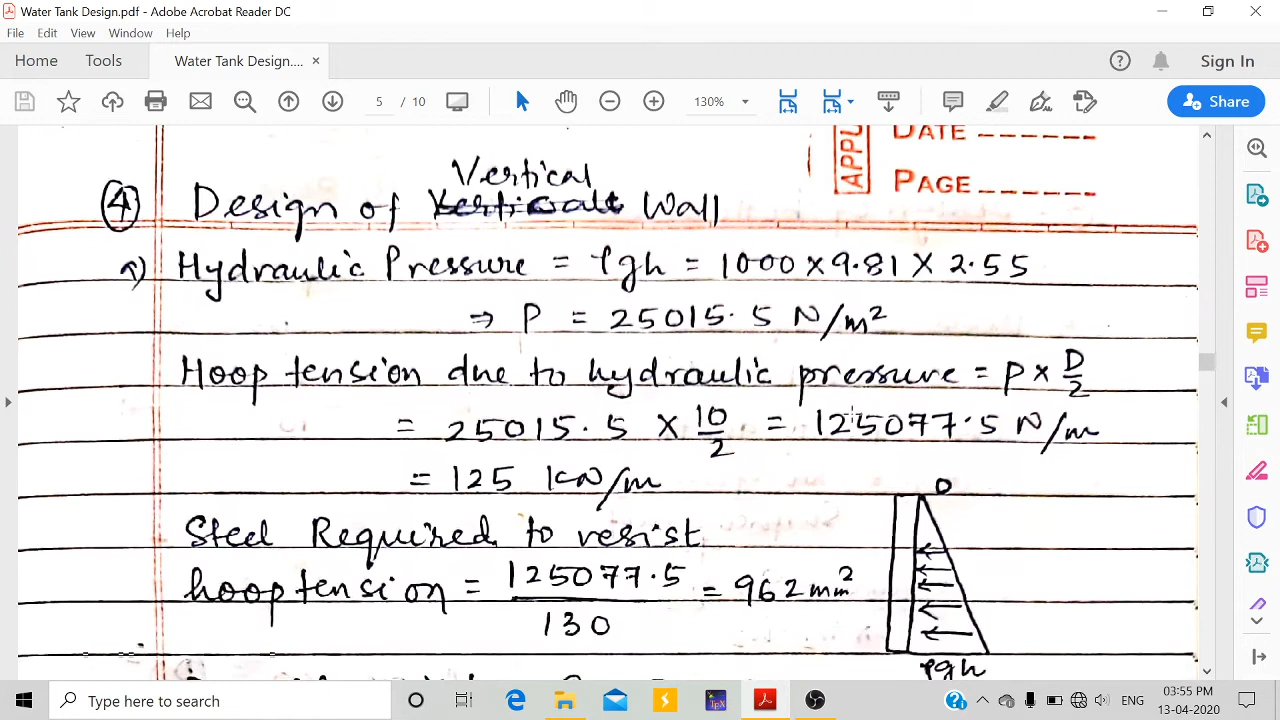 Water Tank Design.pdf - Adobe Acrobat Reader DC
File Edit View Window Help
Home Tools Water Tank Design.... × Sign In
5 / 10 130% Share
APPL DATE ------
PAGE ------
Vertical
④ Design of Wall
Hydraulic Pressure = ρgh = 1000 × 9.81 × 2.55
⇒ P = 25015.5 N/m²
Hoop tension due to hydraulic pressure = P × D/2
= 25015.5 × 10/2 = 125077.5 N/m
= 125 kN/m
0
Steel Required to resist
hoop tension = 125077.5/130 = 962 mm²
ρgh
Type here to search
ENG 03:55 PM
13-04-2020